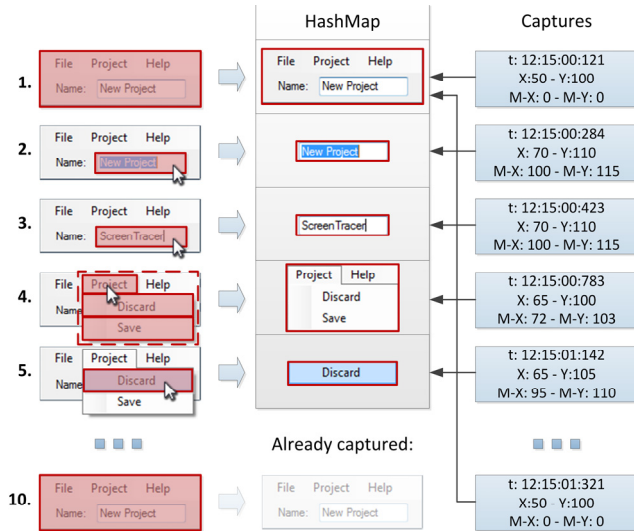 HashMap
Captures
1.
File Project Help
Name: New Project
File Project Help
Name: New Project
t: 12:15:00:121
X:50 - Y:100
M-X: 0 - M-Y: 0
2.
File Project Help
Name: New Project
New Project
t: 12:15:00:284
X: 70 - Y:110
M-X: 100 - M-Y: 115
3.
File Project Help
Name: ScreenTracer
ScreenTracer
t: 12:15:00:423
X: 70 - Y:110
M-X: 100 - M-Y: 115
4.
File Project Help
Nam
Discard
Save
Project Help
Discard
Save
t: 12:15:00:783
X: 65 - Y:100
M-X: 72 - M-Y: 103
5.
File Project Help
Name
Discard
Save
Discard
t: 12:15:01:142
X: 65 - Y:105
M-X: 95 - M-Y: 110
Already captured:
10.
File Project Help
Name: New Project
File Project Help
Name: New Project
t: 12:15:01:321
X:50 - Y:100
M-X: 0 - M-Y: 0